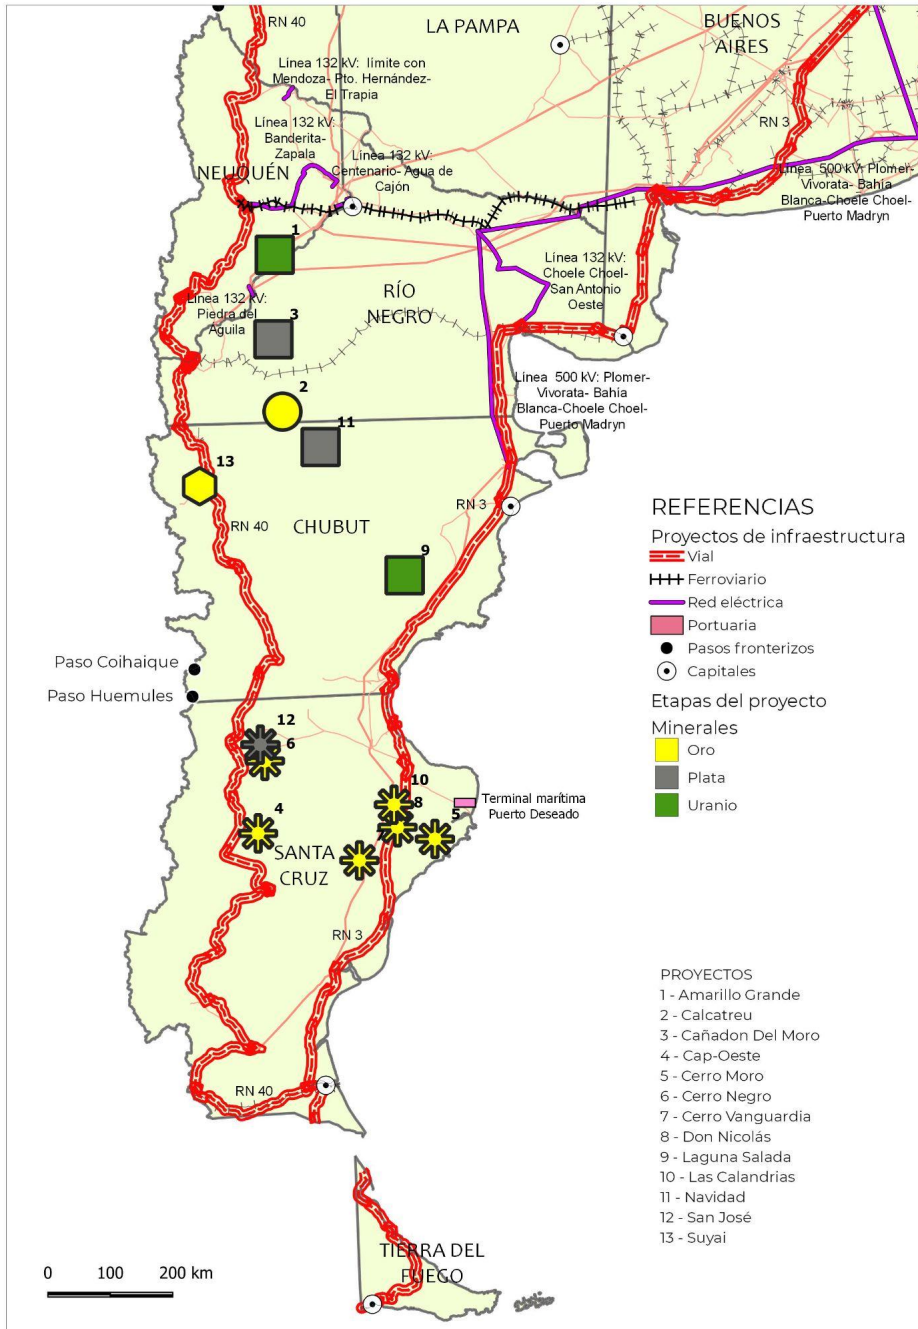 RN 40
LA PAMPA
BUENOS
AIRES
Línea 132 kV: límite con
Mendoza- Pto. Hernández-
El Trapia
RN 3
Línea 132 kV:
Banderita-
Zapala
Línea 132 kV:
Centenario- Agua de
Cajón
NEUQUÉN
Línea 500 kV: Plomer-
Vivorata- Bahia
Blanca-Choele Choel-
Puerto Madryn
1
Línea 132 kV:
Choele Choel-
San Antonio
Oeste
RÍO
NEGRO
Línea 132 kV:
Piedra del
Aguila
3
Línea 500 kV: Plomer-
Vivorata- Bahia
Blanca-Choele Choel-
Puerto Madryn
2
11
13
RN 3
RN 40
CHUBUT
9
REFERENCIAS
Proyectos de infraestructura
Vial
Ferroviario
Red eléctrica
Portuaria
Pasos fronterizos
Capitales
Etapas del proyecto
Minerales
Oro
Plata
Uranio
Paso Coihaique
Paso Huemules
12
6
10
8
5
7
4
Terminal marítima
Puerto Deseado
SANTA
CRUZ
RN 3
RN 40
PROYECTOS
1 - Amarillo Grande
2 - Calcatreu
3 - Cañadon Del Moro
4 - Cap-Oeste
5 - Cerro Moro
6 - Cerro Negro
7 - Cerro Vanguardia
8 - Don Nicolás
9 - Laguna Salada
10 - Las Calandrias
11 - Navidad
12 - San José
13 - Suyai
TIERRA DEL
FUEGO
0 100 200 km